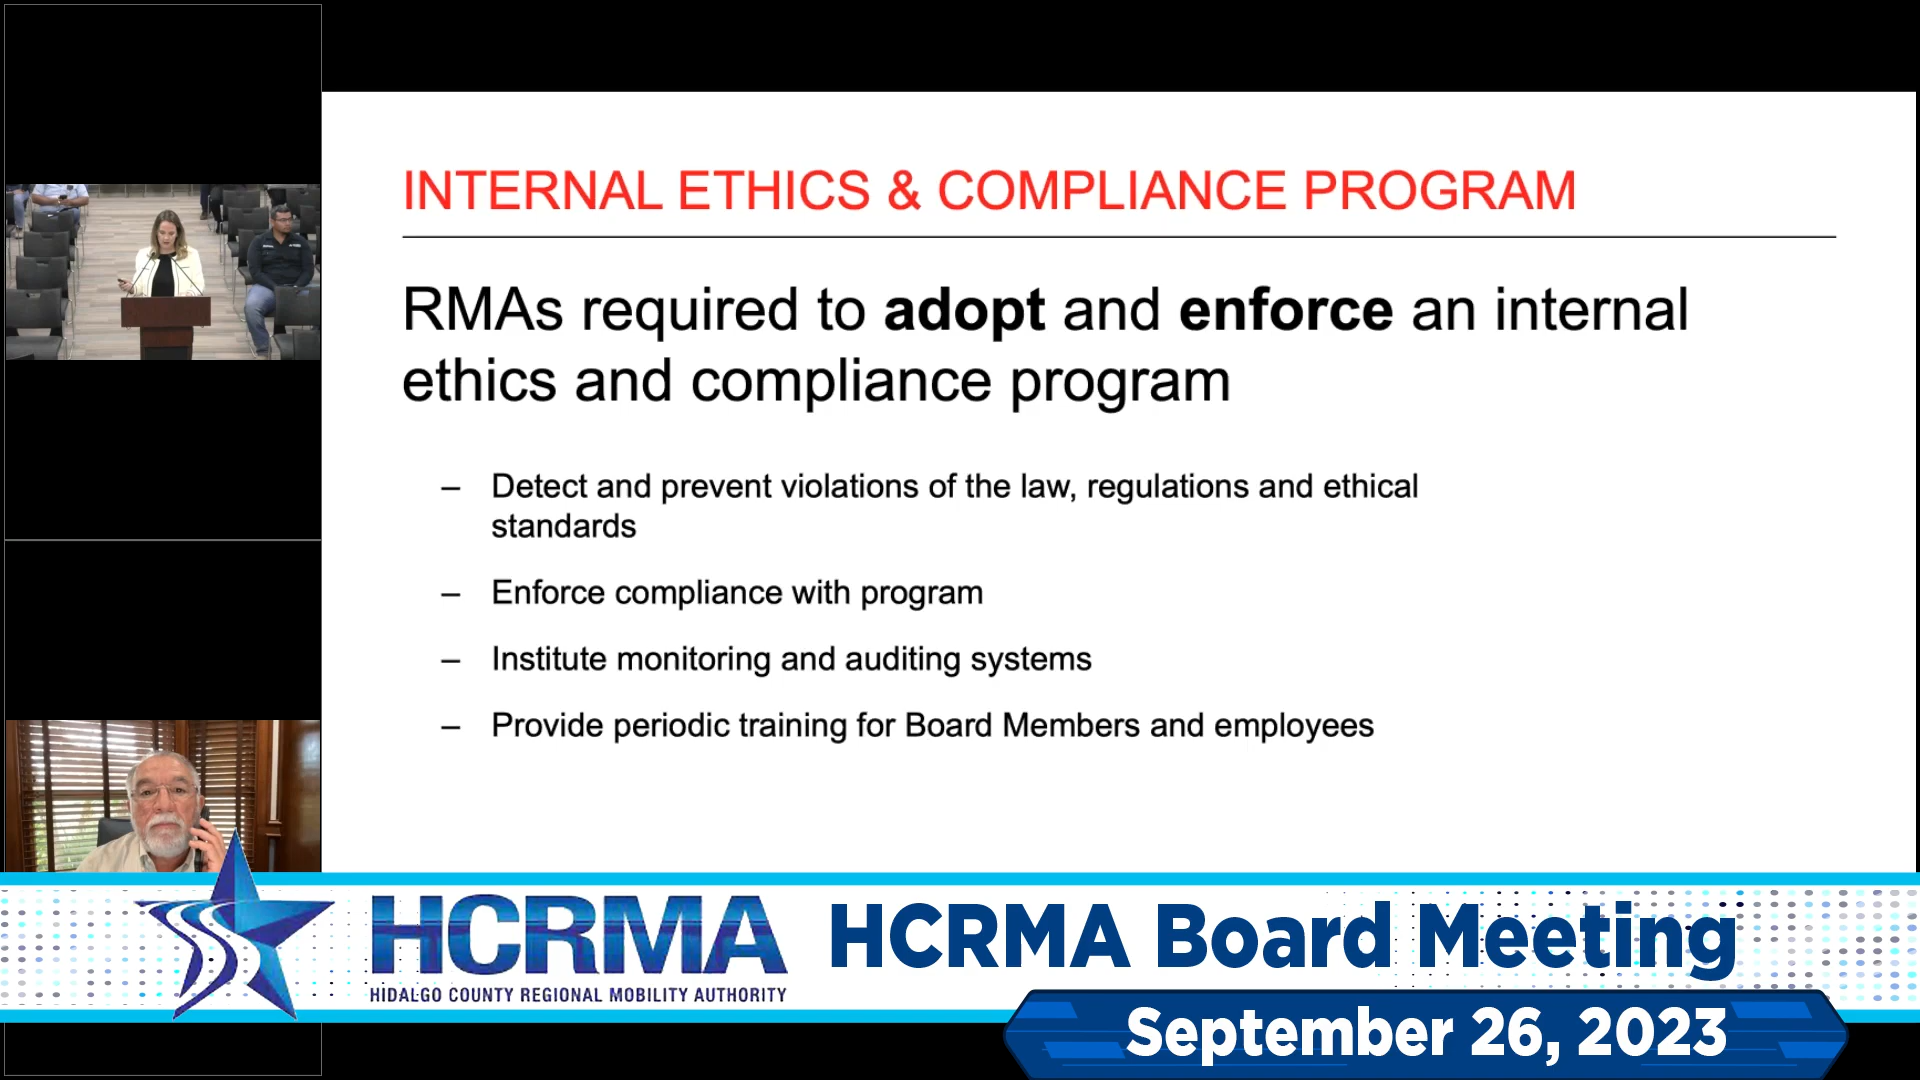 INTERNAL ETHICS & COMPLIANCE PROGRAM
RMAs required to adopt and enforce an internal
ethics and compliance program
– Detect and prevent violations of the law, regulations and ethical
standards
– Enforce compliance with program
– Institute monitoring and auditing systems
– Provide periodic training for Board Members and employees
HCRMA
HIDALGO COUNTY REGIONAL MOBILITY AUTHORITY
HCRMA Board Meeting
September 26, 2023